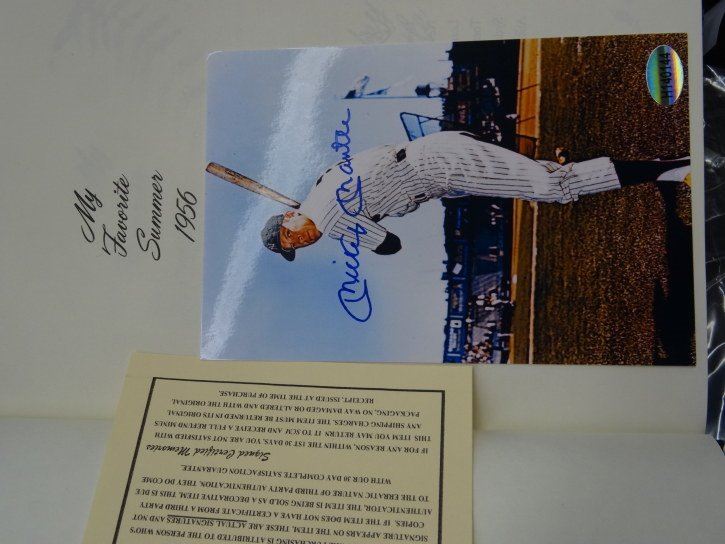 My
Favorite
Summer
1956
Mickey Mantle
11140144
PURCHASING IS ATTRIBUTED TO THE PERSON WHO'S
SIGNATURE APPEARS ON THE ITEM, THESE ARE ACTUAL SIGNATURES AND NOT
COPIES. IF THE ITEM DOES NOT HAVE A CERTIFICATE FROM A THIRD PARTY
AUTHENTICATOR, THE ITEM IS BEING SOLD AS A DECORATIVE ITEM, THIS IS DUE
TO THE ERRATIC NATURE OF THIRD PARTY AUTHENTICATION. THEY DO COME
WITH OUR 30 DAY COMPLETE SATISFACTION GUARANTEE.
Signed Certified Memories
IF FOR ANY REASON, WITHIN THE 1ST 30 DAYS YOU ARE NOT SATISFIED WITH
THIS ITEM YOU MAY RETURN IT TO SCM AND RECEIVE A FULL REFUND MINUS
ANY SHIPPING CHARGES. THE ITEM MUST BE RETURNED IN ITS ORIGINAL
PACKAGING, NO WAY DAMAGED OR ALTERED AND WITH THE ORIGINAL
RECEIPT, ISSUED AT THE TIME OF PURCHASE.